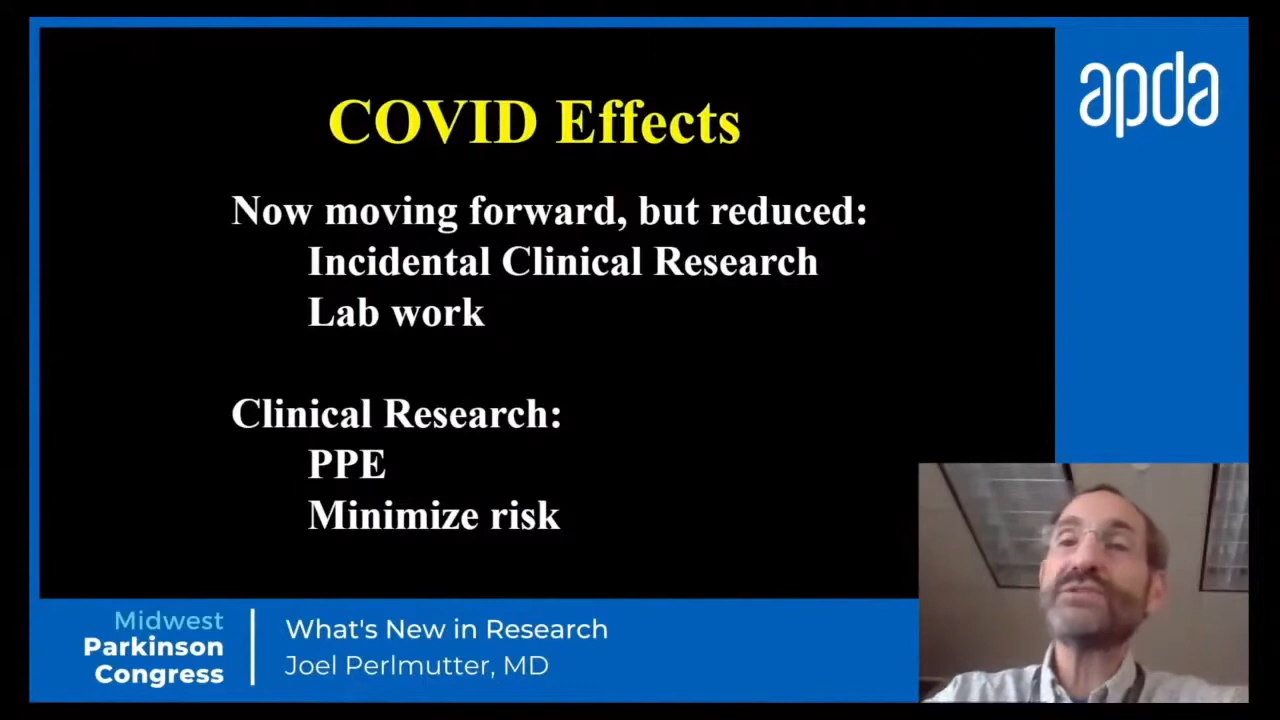 COVID Effects
Now moving forward, but reduced:
Incidental Clinical Research
Lab work
Clinical Research:
PPE
Minimize risk
apda
Midwest
Parkinson
Congress
What's New in Research
Joel Perlmutter, MD